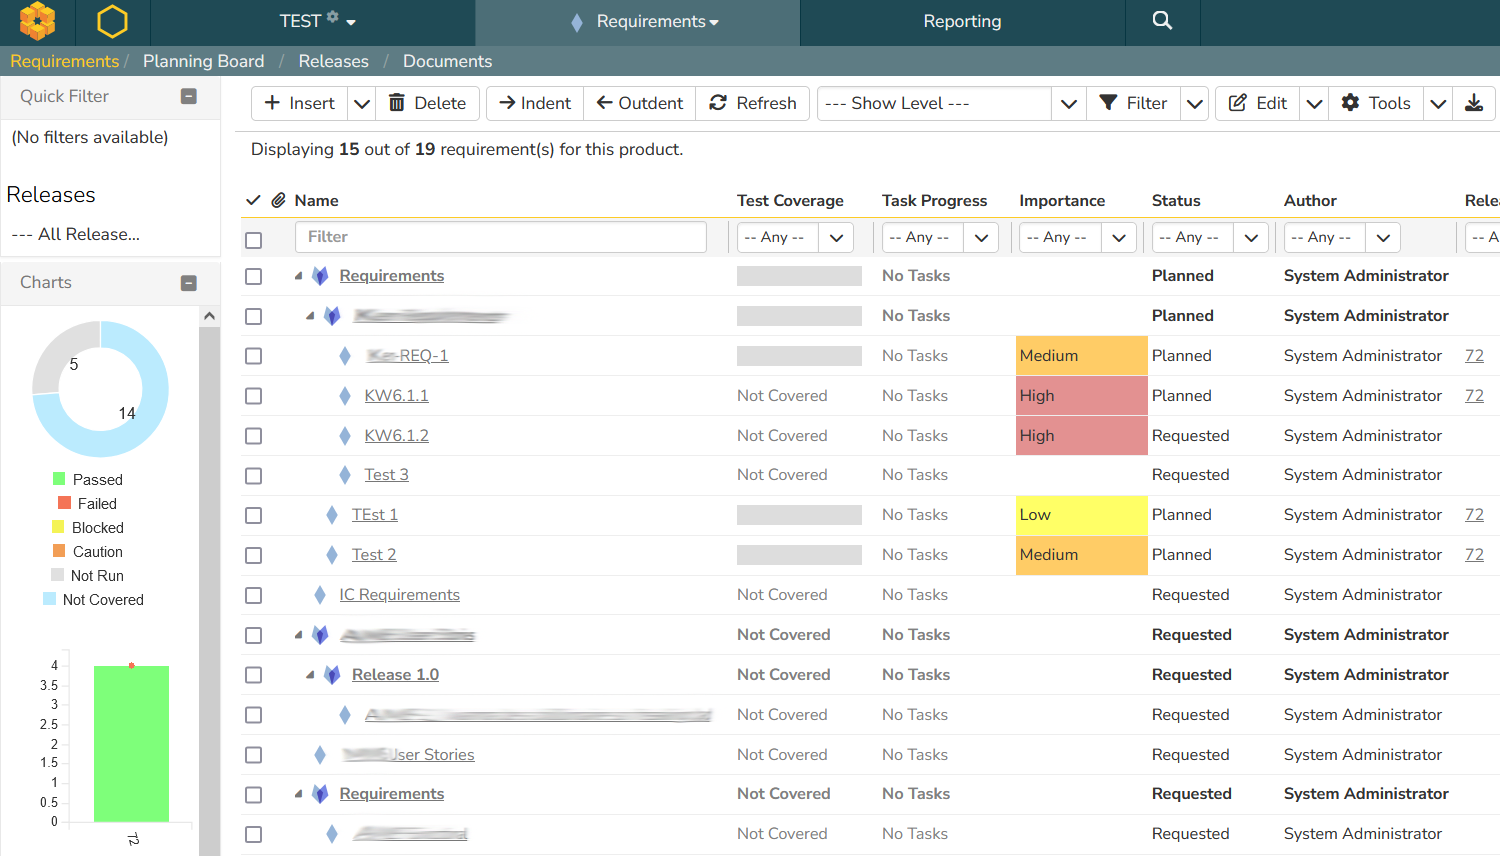 TEST
Requirements
Reporting
Requirements / Planning Board / Releases / Documents
Quick Filter
(No filters available)
Releases
--- All Release...
Charts
5
14
Passed
Failed
Blocked
Caution
Not Run
Not Covered
4
3.5
3
2.5
2
1.5
1
0.5
0
72
Insert Delete Indent Outdent Refresh --- Show Level --- Filter Edit Tools
Displaying 15 out of 19 requirement(s) for this product.
Name Test Coverage Task Progress Importance Status Author
Filter -- Any -- -- Any -- -- Any -- -- Any -- -- Any --
Requirements No Tasks Planned System Administrator
No Tasks Planned System Administrator
-REQ-1 No Tasks Medium Planned System Administrator 72
KW6.1.1 Not Covered No Tasks High Planned System Administrator 72
KW6.1.2 Not Covered No Tasks High Requested System Administrator
Test 3 Not Covered No Tasks Requested System Administrator
TEst 1 No Tasks Low Planned System Administrator 72
Test 2 No Tasks Medium Planned System Administrator 72
IC Requirements Not Covered No Tasks Requested System Administrator
Not Covered No Tasks Requested System Administrator
Release 1.0 Not Covered No Tasks Requested System Administrator
Not Covered No Tasks Requested System Administrator
Stories Not Covered No Tasks Requested System Administrator
Requirements Not Covered No Tasks Requested System Administrator
Not Covered No Tasks Requested System Administrator